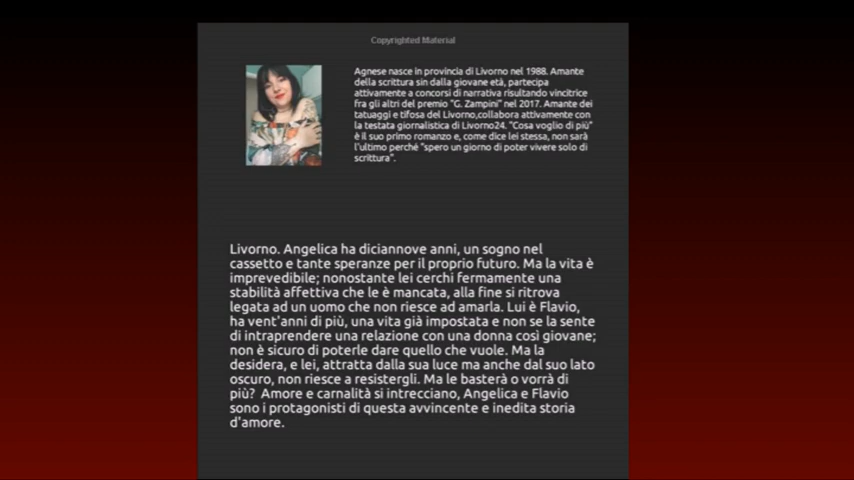 Copyrighted Material
Agnese nasce in provincia di Livorno nel 1988. Amante
della scrittura sin dalla giovane età, partecipa
attivamente a concorsi di narrativa risultando vincitrice
fra gli altri del premio "G. Zampini" nel 2017. Amante dei
tatuaggi e tifosa del Livorno,collabora attivamente con
la testata giornalistica di Livorno24. "Cosa voglio di più"
è il suo primo romanzo e, come dice lei stessa, non sarà
l'ultimo perché "spero un giorno di poter vivere solo di
scrittura".
Livorno. Angelica ha diciannove anni, un sogno nel
cassetto e tante speranze per il proprio futuro. Ma la vita è
imprevedibile; nonostante lei cerchi fermamente una
stabilità affettiva che le è mancata, alla fine si ritrova
legata ad un uomo che non riesce ad amarla. Lui è Flavio,
ha vent'anni di più, una vita già impostata e non se la sente
di intraprendere una relazione con una donna così giovane;
non è sicuro di poterle dare quello che vuole. Ma la
desidera, e lei, attratta dalla sua luce ma anche dal suo lato
oscuro, non riesce a resistergli. Ma le basterà o vorrà di
più? Amore e carnalità si intrecciano, Angelica e Flavio
sono i protagonisti di questa avvincente e inedita storia
d'amore.